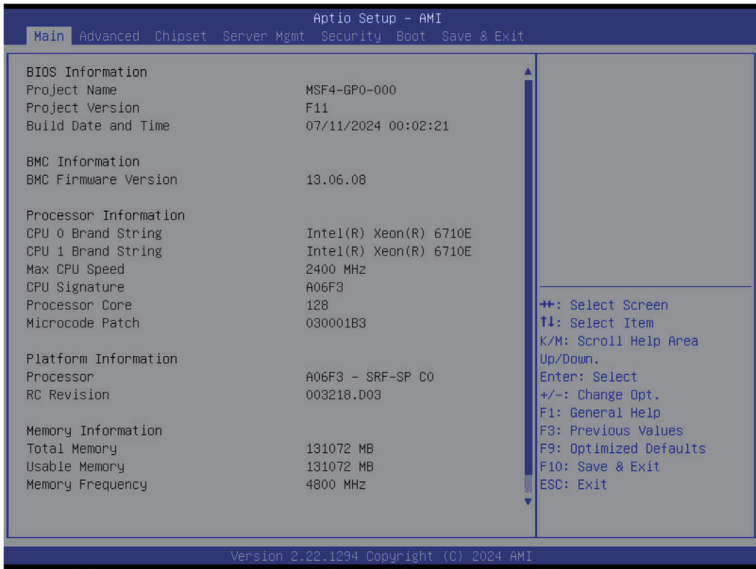 Aptio Setup – AMI
Main Advanced Chipset Server Mgmt Security Boot Save & Exit
BIOS Information
Project Name MSF4-GP0-000
Project Version F11
Build Date and Time 07/11/2024 00:02:21
BMC Information
BMC Firmware Version 13.06.08
Processor Information
CPU 0 Brand String Intel(R) Xeon(R) 6710E
CPU 1 Brand String Intel(R) Xeon(R) 6710E
Max CPU Speed 2400 MHz
CPU Signature A06F3
Processor Core 128
Microcode Patch 030001B3
Platform Information
Processor A06F3 - SRF-SP C0
RC Revision 003218.D03
Memory Information
Total Memory 131072 MB
Usable Memory 131072 MB
Memory Frequency 4800 MHz
→←: Select Screen
↑↓: Select Item
K/M: Scroll Help Area
Up/Down.
Enter: Select
+/-: Change Opt.
F1: General Help
F3: Previous Values
F9: Optimized Defaults
F10: Save & Exit
ESC: Exit
Version 2.22.1294 Copyright (C) 2024 AMI